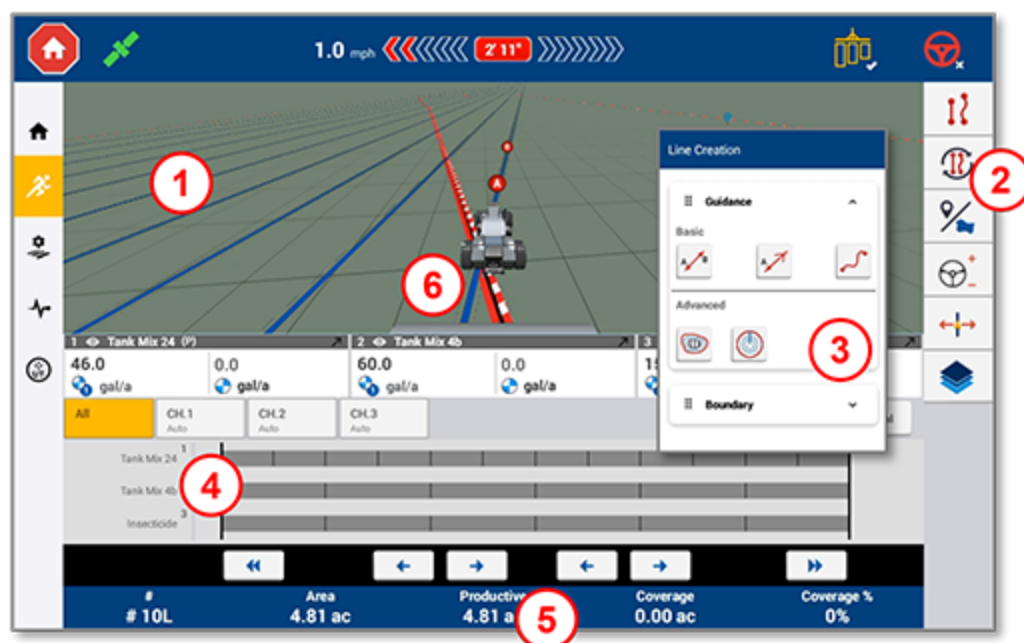 1.0 mph 2' 11"
1
2
Line Creation
Guidance
Basic
A B
A
Advanced
3
Boundary
A
6
1 Tank Mix 24 (P)
2 Tank Mix 4b
3
46.0
gal/a
0.0
gal/a
60.0
gal/a
0.0
gal/a
All
CH.1
Auto
CH.2
Auto
CH.3
Auto
Tank Mix 24 1
Tank Mix 4b
4
Insecticide 3
# Area Productive Coverage Coverage %
# 10L 4.81 ac 4.81 a 0.00 ac 0%
5